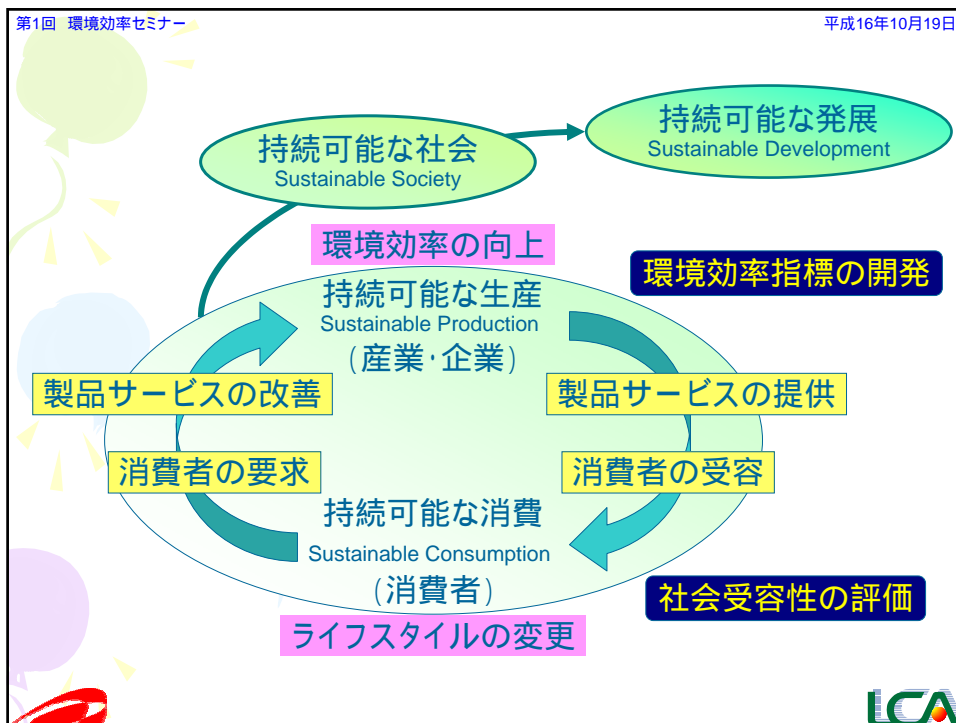 第1回 環境効率セミナー
平成16年10月19日
持続可能な発展
Sustainable Development
持続可能な社会
Sustainable Society
環境効率の向上
環境効率指標の開発
持続可能な生産
Sustainable Production
(産業・企業)
製品サービスの改善
製品サービスの提供
消費者の要求
消費者の受容
持続可能な消費
Sustainable Consumption
(消費者)
社会受容性の評価
ライフスタイルの変更
LCA